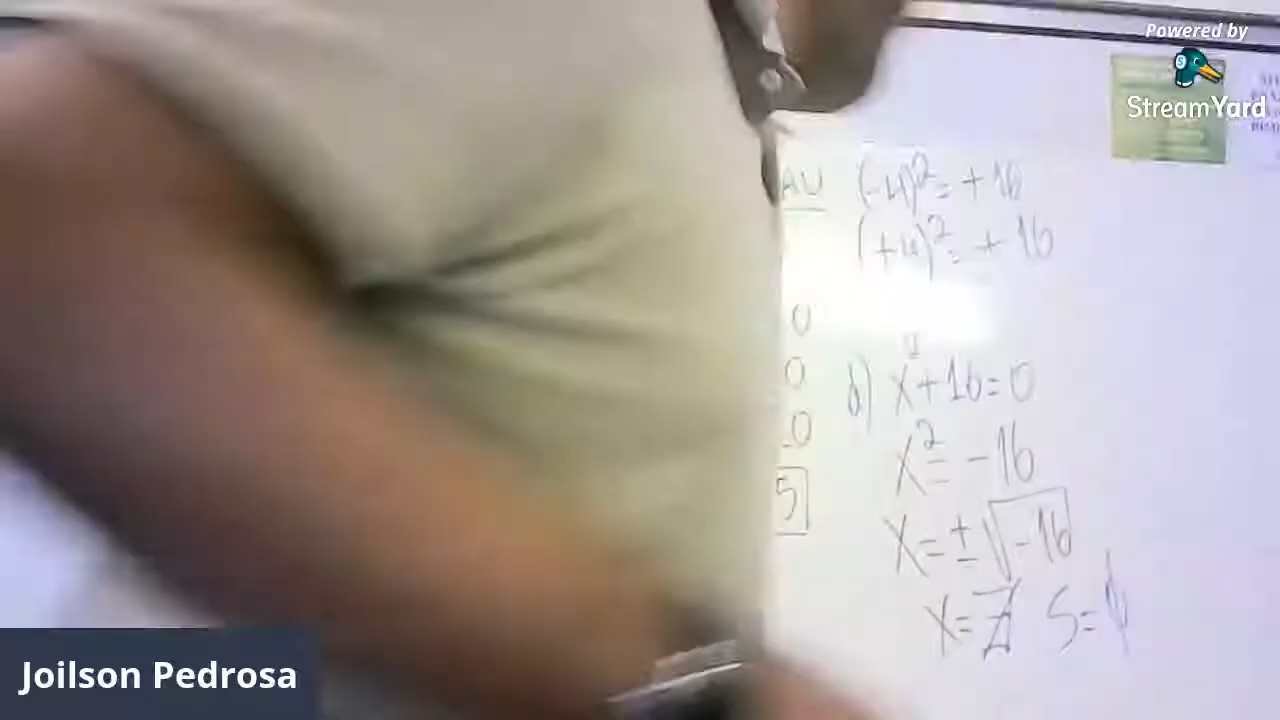 Powered by
StreamYard
AU
(-4)²= +16
(+4)²= + 16
0
0
0
5
b) x²+16=0
x²= -16
x= ±√-16
x= ∄ S= ϕ
Joilson Pedrosa